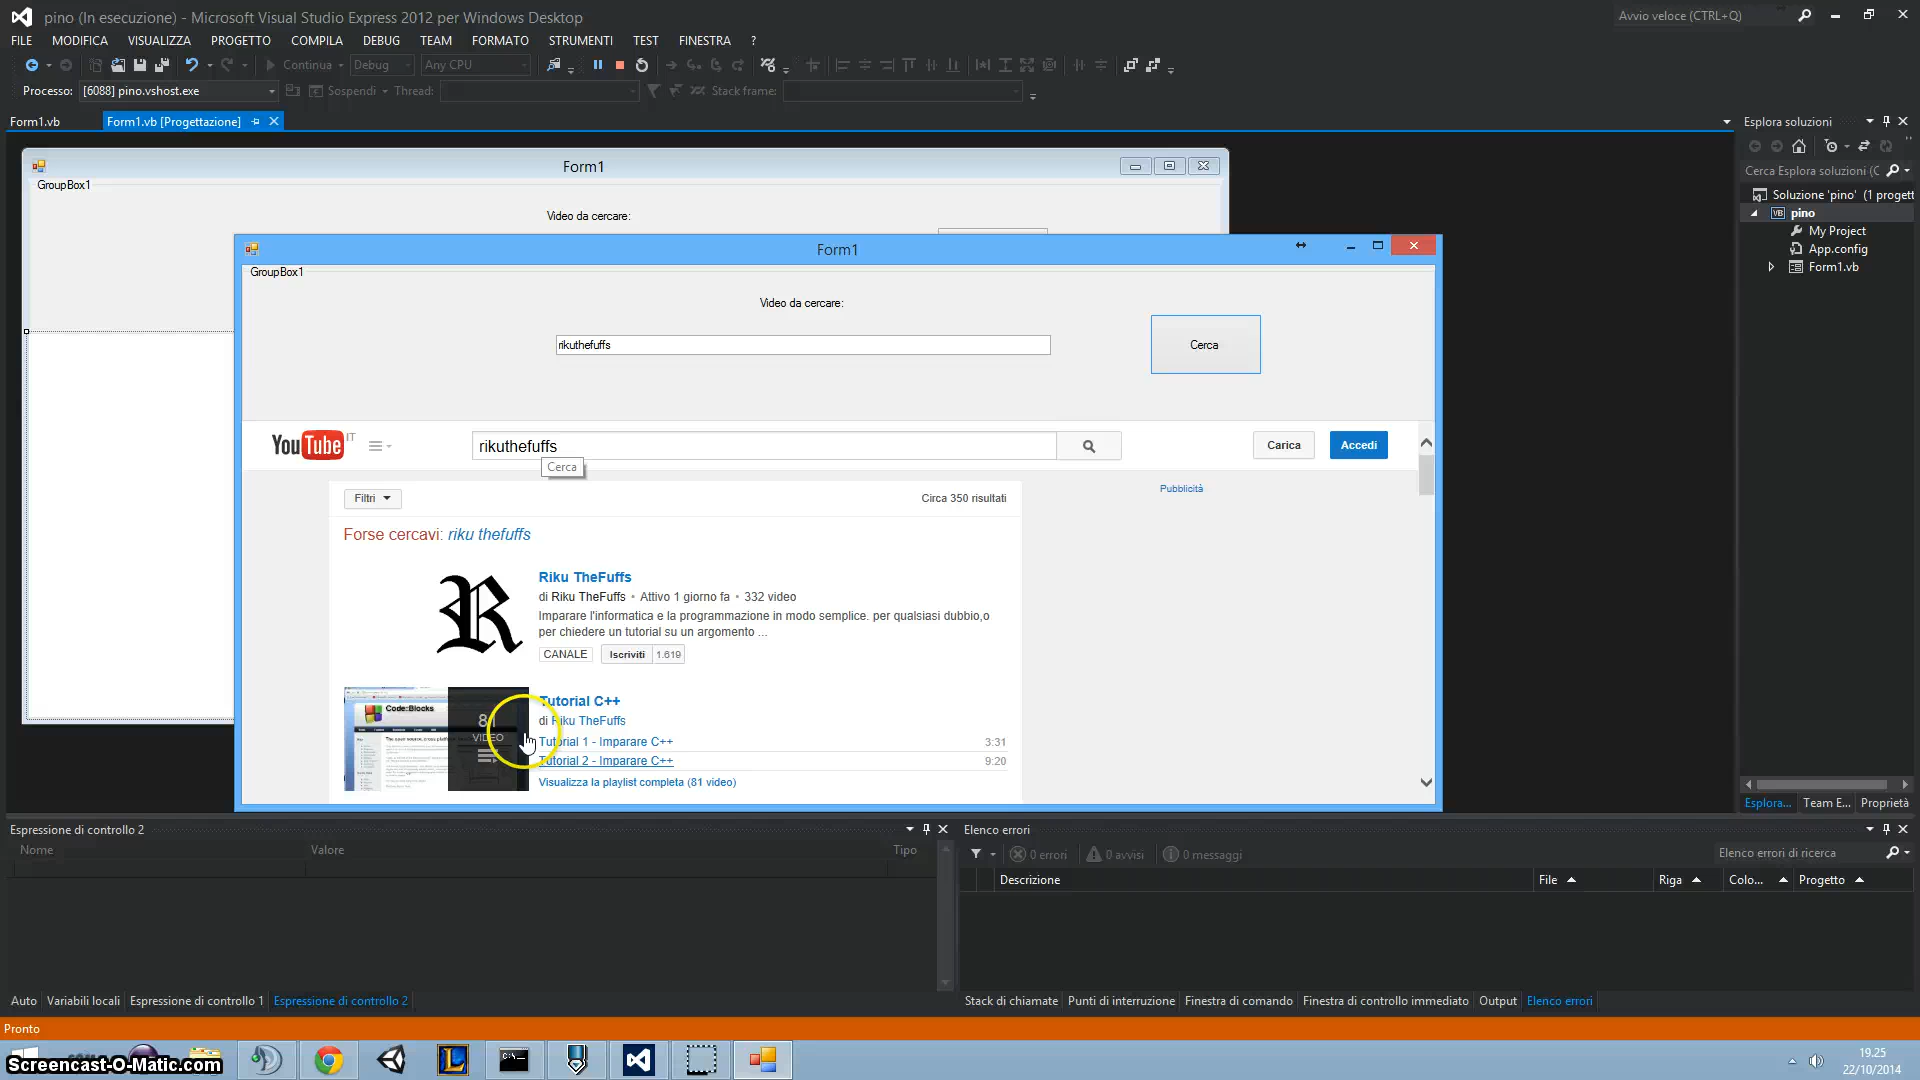 pino (In esecuzione) - Microsoft Visual Studio Express 2012 per Windows Desktop
Avvio veloce (CTRL+Q)
FILE MODIFICA VISUALIZZA PROGETTO COMPILA DEBUG TEAM FORMATO STRUMENTI TEST FINESTRA ?
Continua Debug Any CPU
Processo: [6088] pino.vshost.exe Sospendi Thread: Stack frame:
Form1.vb Form1.vb [Progettazione]
Esplora soluzioni
Cerca Esplora soluzioni (C
Soluzione 'pino' (1 progett
VB pino
My Project
App.config
Form1.vb
Form1
GroupBox1
Video da cercare:
Form1
GroupBox1
Video da cercare:
rikuthefuffs
Cerca
YouTube IT
rikuthefuffs
Carica Accedi
Cerca
Pubblicità
Filtri
Circa 350 risultati
Forse cercavi: riku thefuffs
R
Riku TheFuffs
di Riku TheFuffs • Attivo 1 giorno fa • 332 video
Imparare l'informatica e la programmazione in modo semplice. per qualsiasi dubbio,o
per chiedere un tutorial su un argomento ...
CANALE Iscriviti 1.619
Code::Blocks
81
VIDEO
Tutorial C++
di Riku TheFuffs
Tutorial 1 - Imparare C++ 3:31
Tutorial 2 - Imparare C++ 9:20
Visualizza la playlist completa (81 video)
Esplora... Team E... Proprietà
Espressione di controllo 2
Nome Valore Tipo
Elenco errori
0 errori 0 avvisi 0 messaggi
Elenco errori di ricerca
Descrizione File Riga Colo... Progetto
Auto Variabili locali Espressione di controllo 1 Espressione di controllo 2
Stack di chiamate Punti di interruzione Finestra di comando Finestra di controllo immediato Output Elenco errori
Pronto
Screencast-O-Matic.com
19.25
22/10/2014